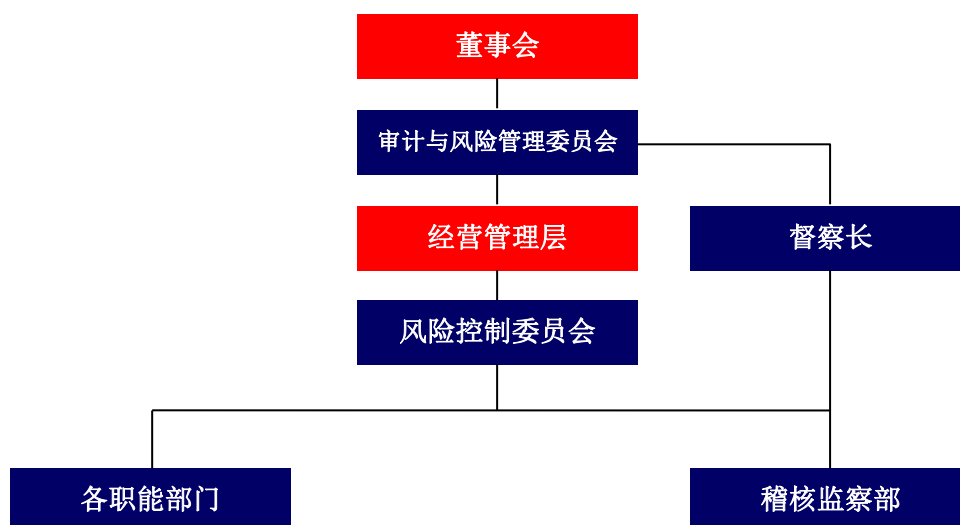 董事会
审计与风险管理委员会
经营管理层
督察长
风险控制委员会
各职能部门
稽核监察部